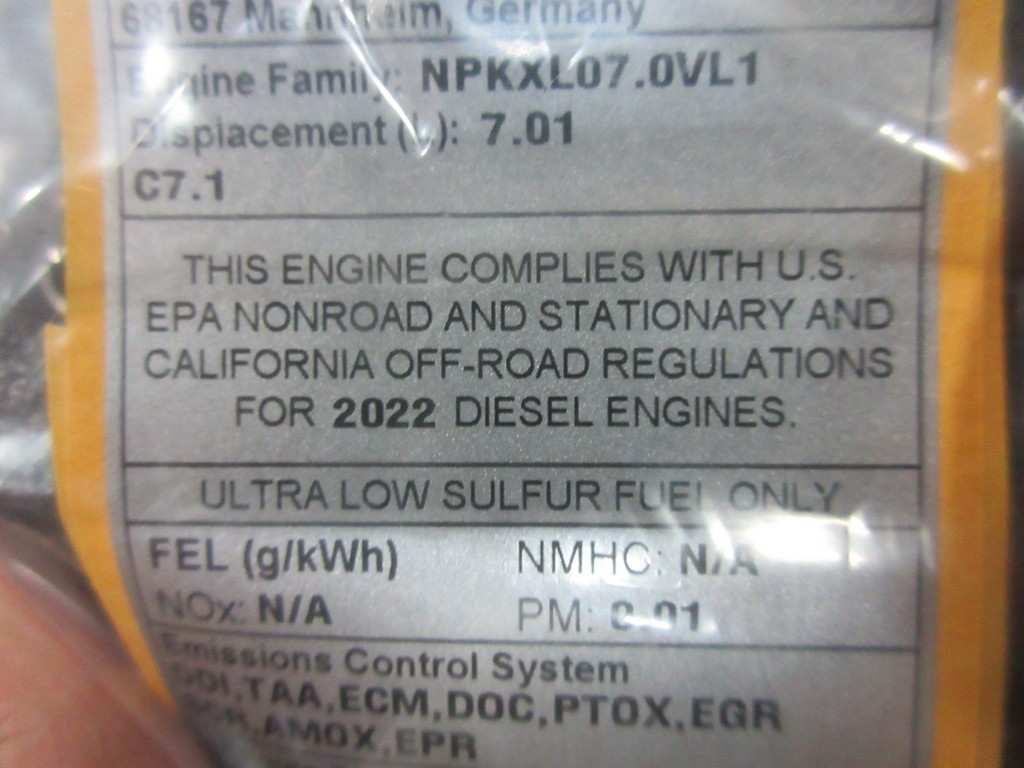 68167 Mannheim, Germany
Engine Family: NPKXL07.0VL1
Displacement (L): 7.01
C7.1
THIS ENGINE COMPLIES WITH U.S.
EPA NONROAD AND STATIONARY AND
CALIFORNIA OFF-ROAD REGULATIONS
FOR 2022 DIESEL ENGINES.
ULTRA LOW SULFUR FUEL ONLY
FEL (g/kWh) NMHC: N/A
NOx: N/A PM: 0.01
Emissions Control System
DDI,TAA,ECM,DOC,PTOX,EGR
AMOX,EPR